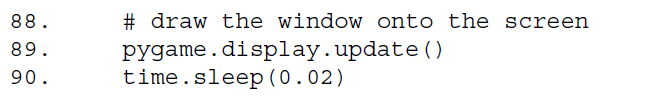 88.     # draw the window onto the screen
89.     pygame.display.update()
90.     time.sleep(0.02)